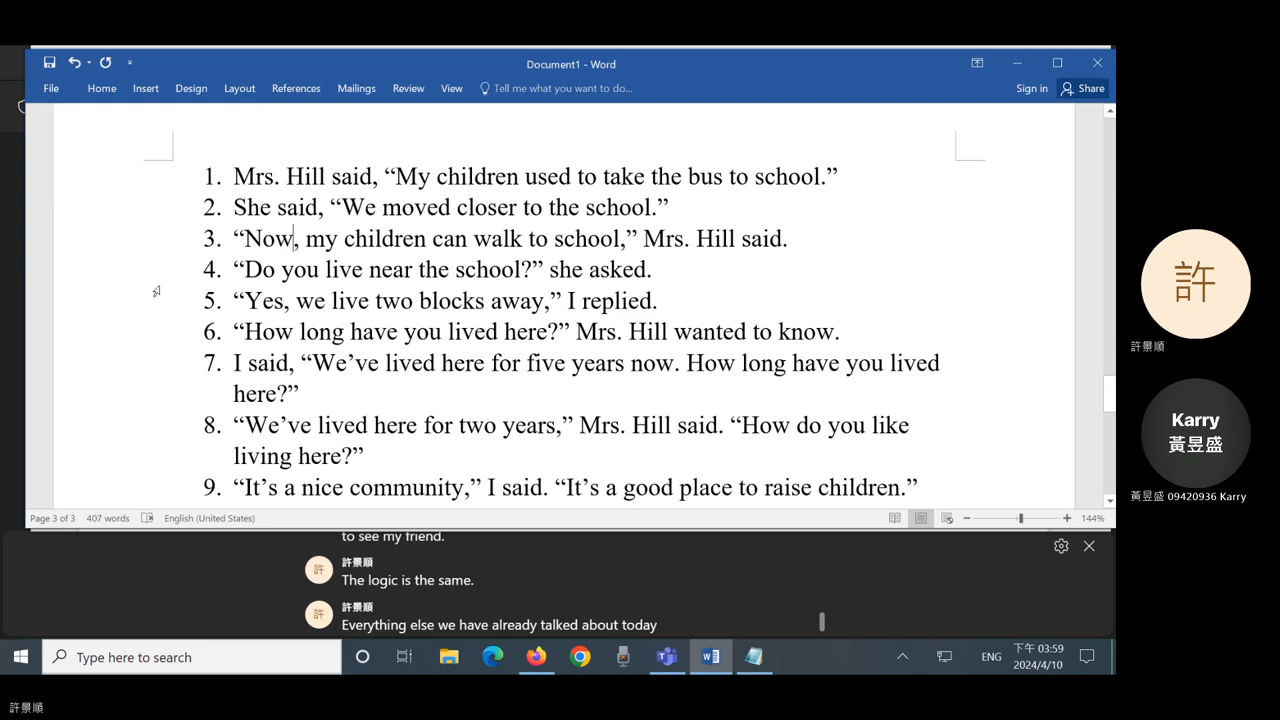 Document1 - Word
File Home Insert Design Layout References Mailings Review View Tell me what you want to do... Sign in Share
1. Mrs. Hill said, “My children used to take the bus to school.”
2. She said, “We moved closer to the school.”
3. “Now, my children can walk to school,” Mrs. Hill said.
4. “Do you live near the school?” she asked.
5. “Yes, we live two blocks away,” I replied.
6. “How long have you lived here?” Mrs. Hill wanted to know.
7. I said, “We’ve lived here for five years now. How long have you lived
here?”
8. “We’ve lived here for two years,” Mrs. Hill said. “How do you like
living here?”
9. “It’s a nice community,” I said. “It’s a good place to raise children.”
Page 3 of 3 407 words English (United States) 144%
to see my friend.
許景順
許 The logic is the same.
許景順
許 Everything else we have already talked about today
許
許景順
Karry
黃昱盛
黃昱盛 09420936 Karry
Type here to search
ENG
下午 03:59
2024/4/10
許景順